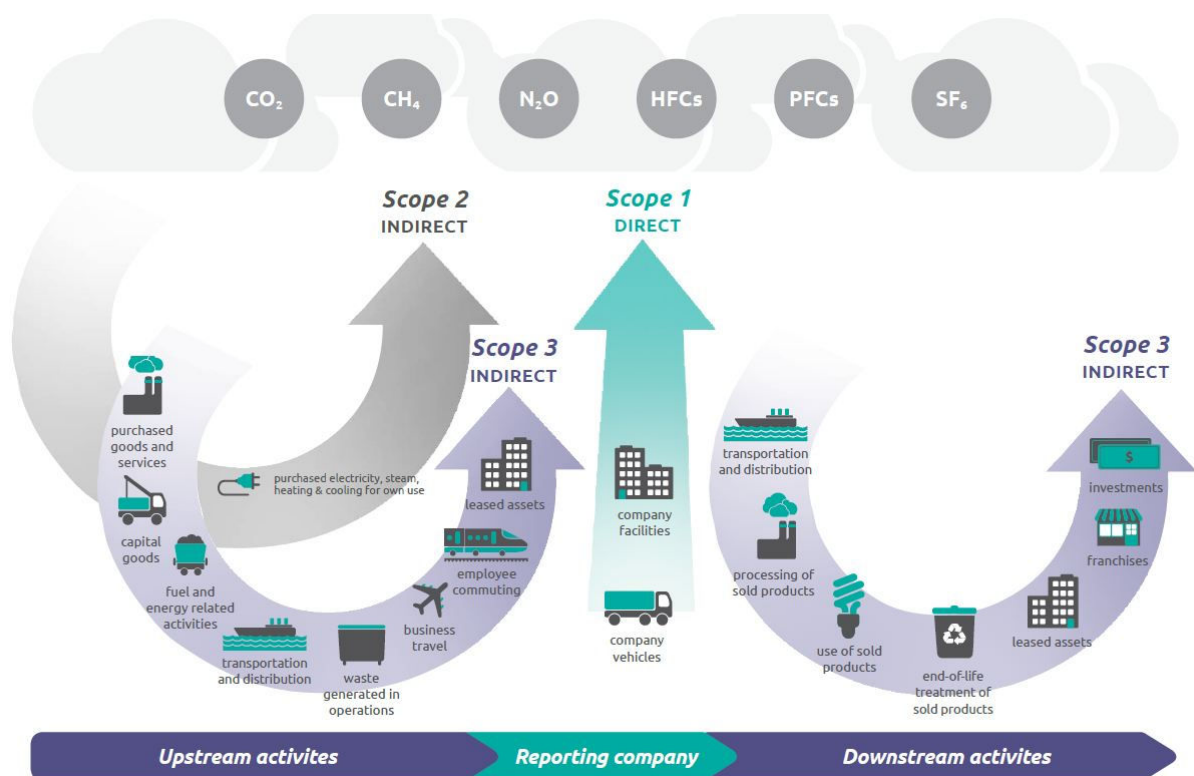 CO₂
CH₄
N₂O
HFCs
PFCs
SF₆
Scope 2
INDIRECT
Scope 1
DIRECT
Scope 3
INDIRECT
Scope 3
INDIRECT
purchased
goods and
services
capital
goods
fuel and
energy related
activities
transportation
and distribution
waste
generated in
operations
business
travel
employee
commuting
leased assets
purchased electricity, steam,
heating & cooling for own use
company
facilities
company
vehicles
transportation
and distribution
processing of
sold products
use of sold
products
end-of-life
treatment of
sold products
leased assets
franchises
$
investments
Upstream activites
Reporting company
Downstream activites